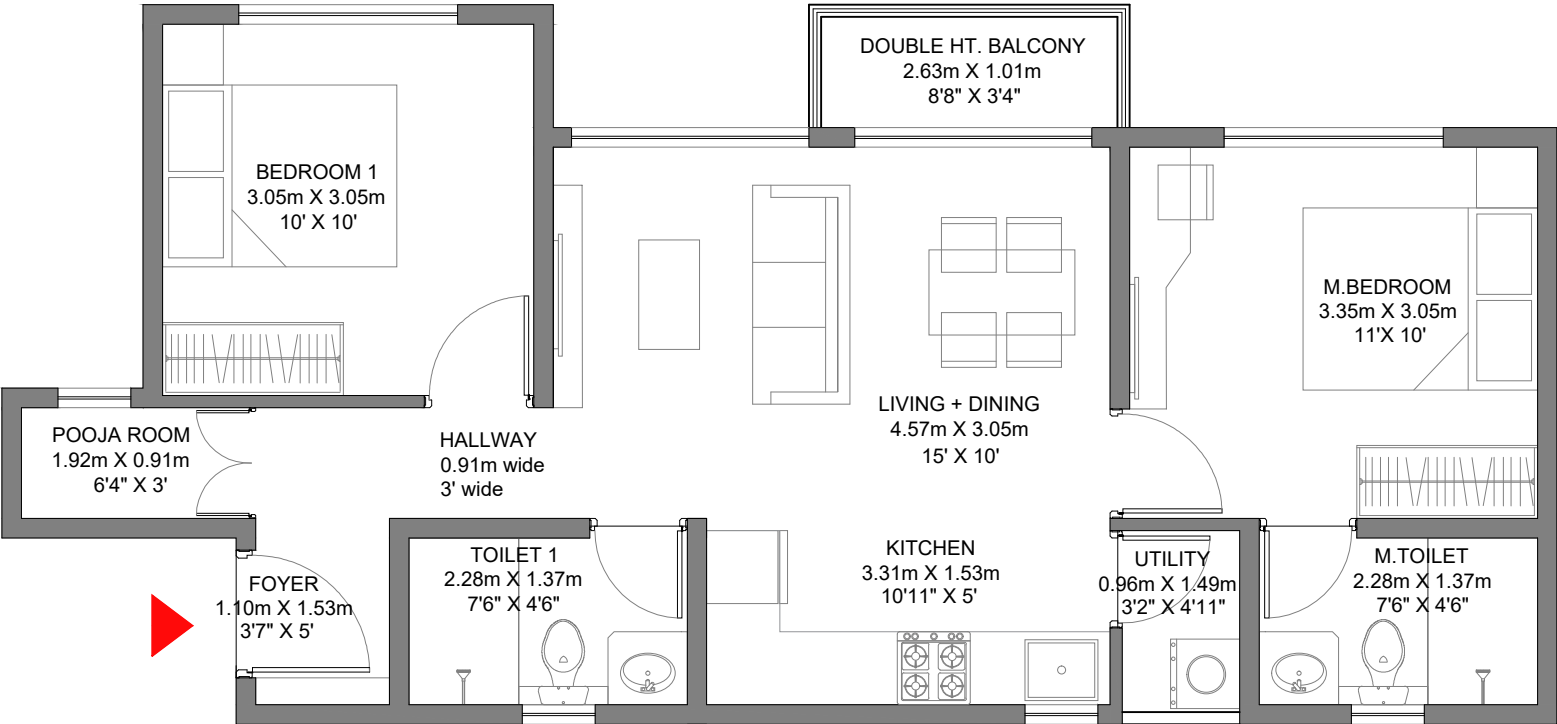 DOUBLE HT. BALCONY
2.63m X 1.01m
8'8" X 3'4"
BEDROOM 1
3.05m X 3.05m
10' X 10'
M.BEDROOM
3.35m X 3.05m
11'X 10'
LIVING + DINING
4.57m X 3.05m
15' X 10'
POOJA ROOM
1.92m X 0.91m
6'4" X 3'
HALLWAY
0.91m wide
3' wide
FOYER
1.10m X 1.53m
3'7" X 5'
TOILET 1
2.28m X 1.37m
7'6" X 4'6"
KITCHEN
3.31m X 1.53m
10'11" X 5'
UTILITY
0.96m X 1.49m
3'2" X 4'11"
M.TOILET
2.28m X 1.37m
7'6" X 4'6"